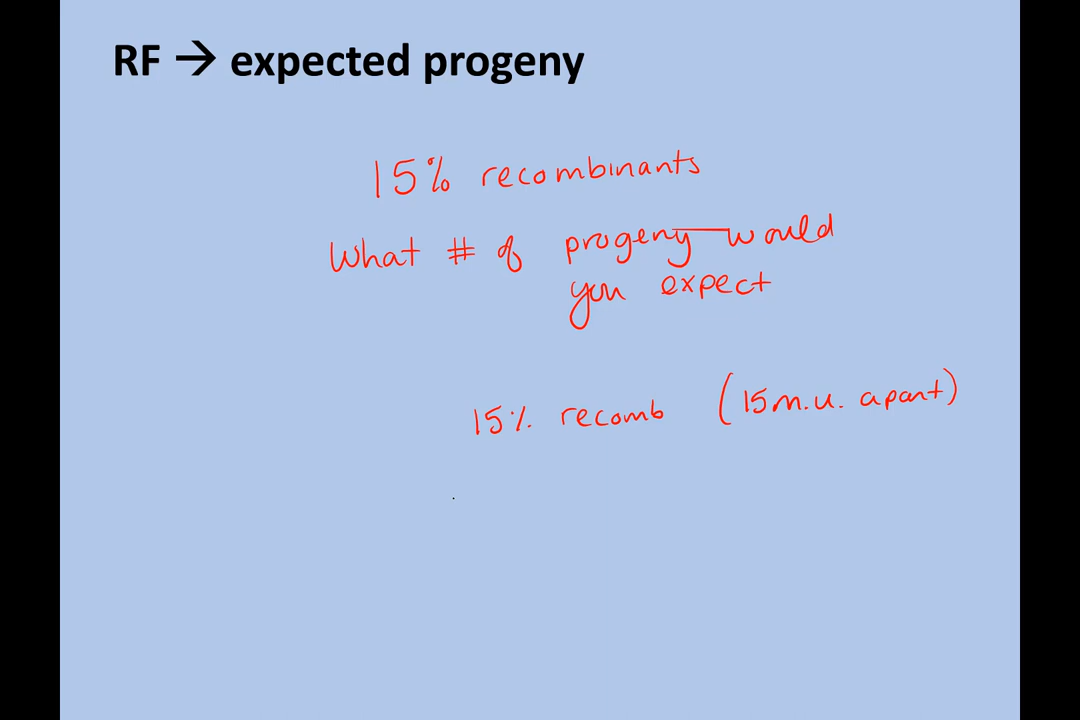 RF → expected progeny
15% recombinants
What # of progeny would
you expect
15% recomb (15 m.u. apart)